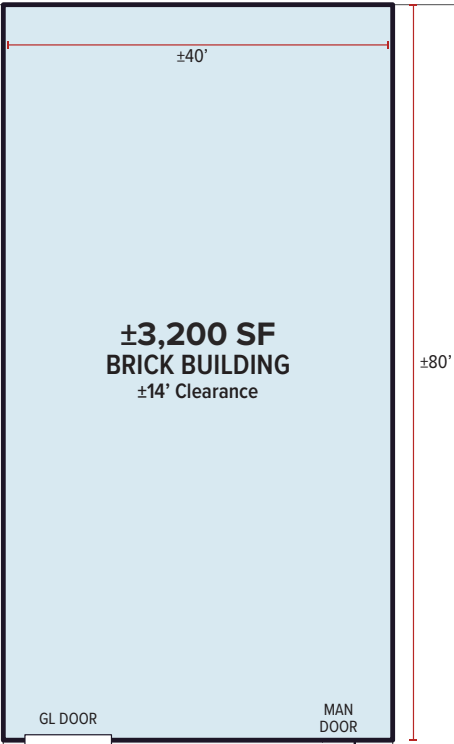 ±40’
±3,200 SF
BRICK BUILDING
±14’ Clearance
±80’
GL DOOR
MAN
DOOR